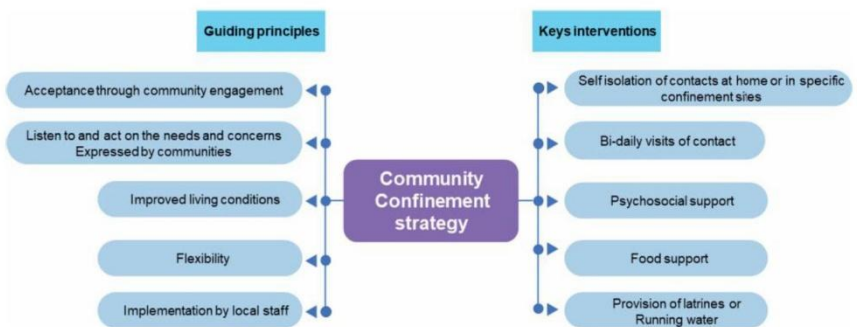 Guiding principles
Acceptance through community engagement
Listen to and act on the needs and concerns
Expressed by communities
Improved living conditions
Flexibility
Implementation by local staff
Community
Confinement
strategy
Keys interventions
Self isolation of contacts at home or in specific
confinement sites
Bi-daily visits of contact
Psychosocial support
Food support
Provision of latrines or
Running water